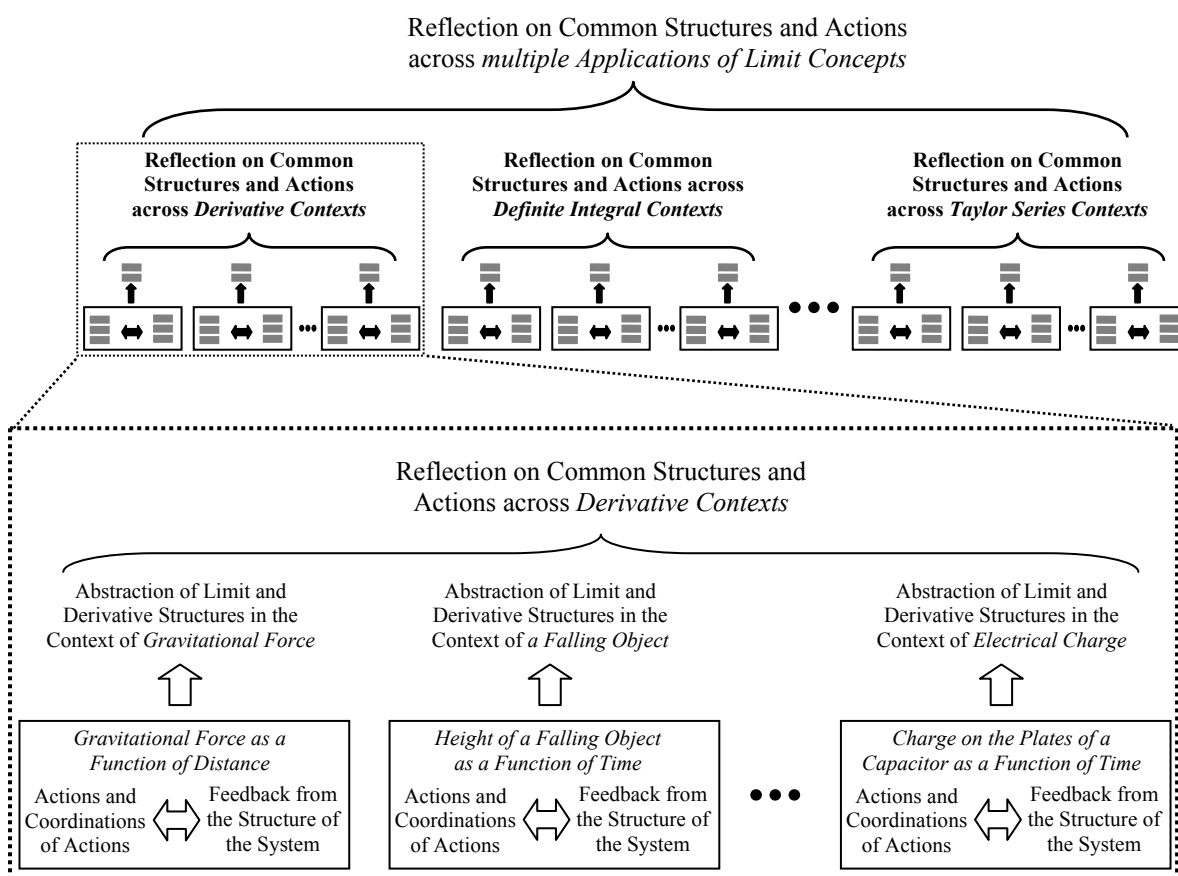 Reflection on Common Structures and Actions
across multiple Applications of Limit Concepts
Reflection on Common
Structures and Actions
across Derivative Contexts
Reflection on Common
Structures and Actions across
Definite Integral Contexts
Reflection on Common
Structures and Actions
across Taylor Series Contexts
Reflection on Common Structures and
Actions across Derivative Contexts
Abstraction of Limit and
Derivative Structures in the
Context of Gravitational Force
Abstraction of Limit and
Derivative Structures in the
Context of a Falling Object
Abstraction of Limit and
Derivative Structures in the
Context of Electrical Charge
Gravitational Force as a
Function of Distance
Actions and
Coordinations
of Actions
Feedback from
the Structure of
the System
Height of a Falling Object
as a Function of Time
Actions and
Coordinations
of Actions
Feedback from
the Structure of
the System
Charge on the Plates of a
Capacitor as a Function of Time
Actions and
Coordinations
of Actions
Feedback from
the Structure of
the System